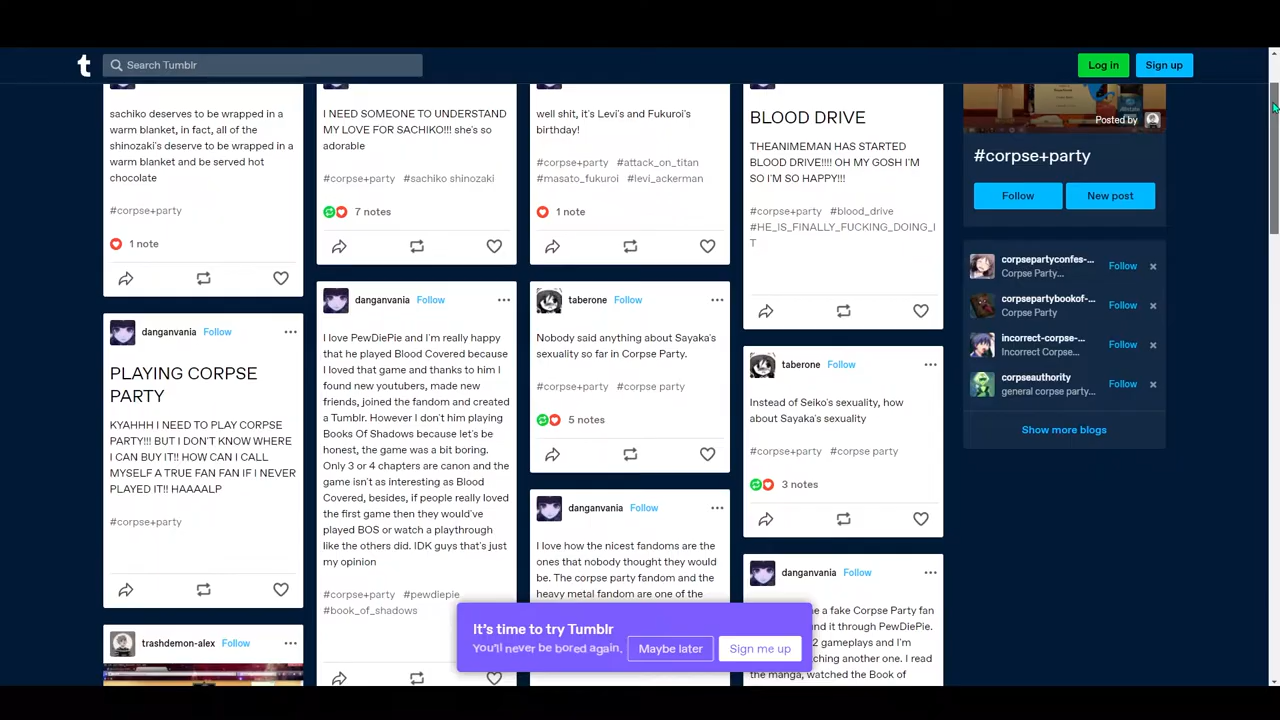 t
Search Tumblr
Log in
Sign up
sachiko deserves to be wrapped in a
warm blanket, in fact, all of the
shinozaki's deserve to be wrapped in
a warm blanket and be served hot
chocolate
#corpse+party
1 note
danganvania Follow
PLAYING CORPSE
PARTY
KYAHHH I NEED TO PLAY CORPSE
PARTY!!! BUT I DON'T KNOW WHERE
I CAN BUY IT!! HOW CAN I CALL
MYSELF A TRUE FAN FAN IF I NEVER
PLAYED IT!! HAAAALP
#corpse+party
trashdemon-alex Follow
I NEED SOMEONE TO UNDERSTAND
MY LOVE FOR SACHIKO!!! she's so
adorable
#corpse+party #sachiko shinozaki
7 notes
danganvania Follow
I love PewDiePie and I'm really happy
that he played Blood Covered because
I loved that game and thanks to him I
found new youtubers, made new
friends, joined the fandom and created
a Tumblr. However I don't him playing
Books Of Shadows because let's be
honest, the game was a bit boring.
Only 3 or 4 chapters are canon and the
game isn't as interesting as Blood
Covered, besides, if people really loved
the first game then they would've
played BOS or watch a playthrough
like the others did. IDK guys that's just
my opinion
#corpse+party #pewdiepie
#book_of_shadows
well shit, it's Levi's and Fukuroi's
birthday!
#corpse+party #attack_on_titan
#masato_fukuroi #levi_ackerman
1 note
taberone Follow
Nobody said anything about Sayaka's
sexuality so far in Corpse Party.
#corpse+party #corpse party
5 notes
danganvania Follow
I love how the nicest fandoms are the
ones that nobody thought they would
be. The corpse party fandom and the
heavy metal fandom are one of the
BLOOD DRIVE
THEANIMEMAN HAS STARTED
BLOOD DRIVE!!!! OH MY GOSH I'M
SO I'M SO HAPPY!!!
#corpse+party #blood_drive
#HE_IS_FINALLY_FUCKING_DOING_I
T
taberone Follow
Instead of Seiko's sexuality, how
about Sayaka's sexuality
#corpse+party #corpse party
3 notes
danganvania Follow
e a fake Corpse Party fan
nd it through PewDiePie.
2 gameplays and I'm
ching another one. I read
the manga, watched the Book of
Posted by
#corpse+party
Follow
New post
corpsepartyconfes-...
Corpse Party...
Follow
corpsepartybookof-...
Corpse Party
Follow
incorrect-corpse-...
Incorrect Corpse...
Follow
corpseauthority
general corpse party...
Follow
Show more blogs
It's time to try Tumblr
You'll never be bored again.
Maybe later
Sign me up